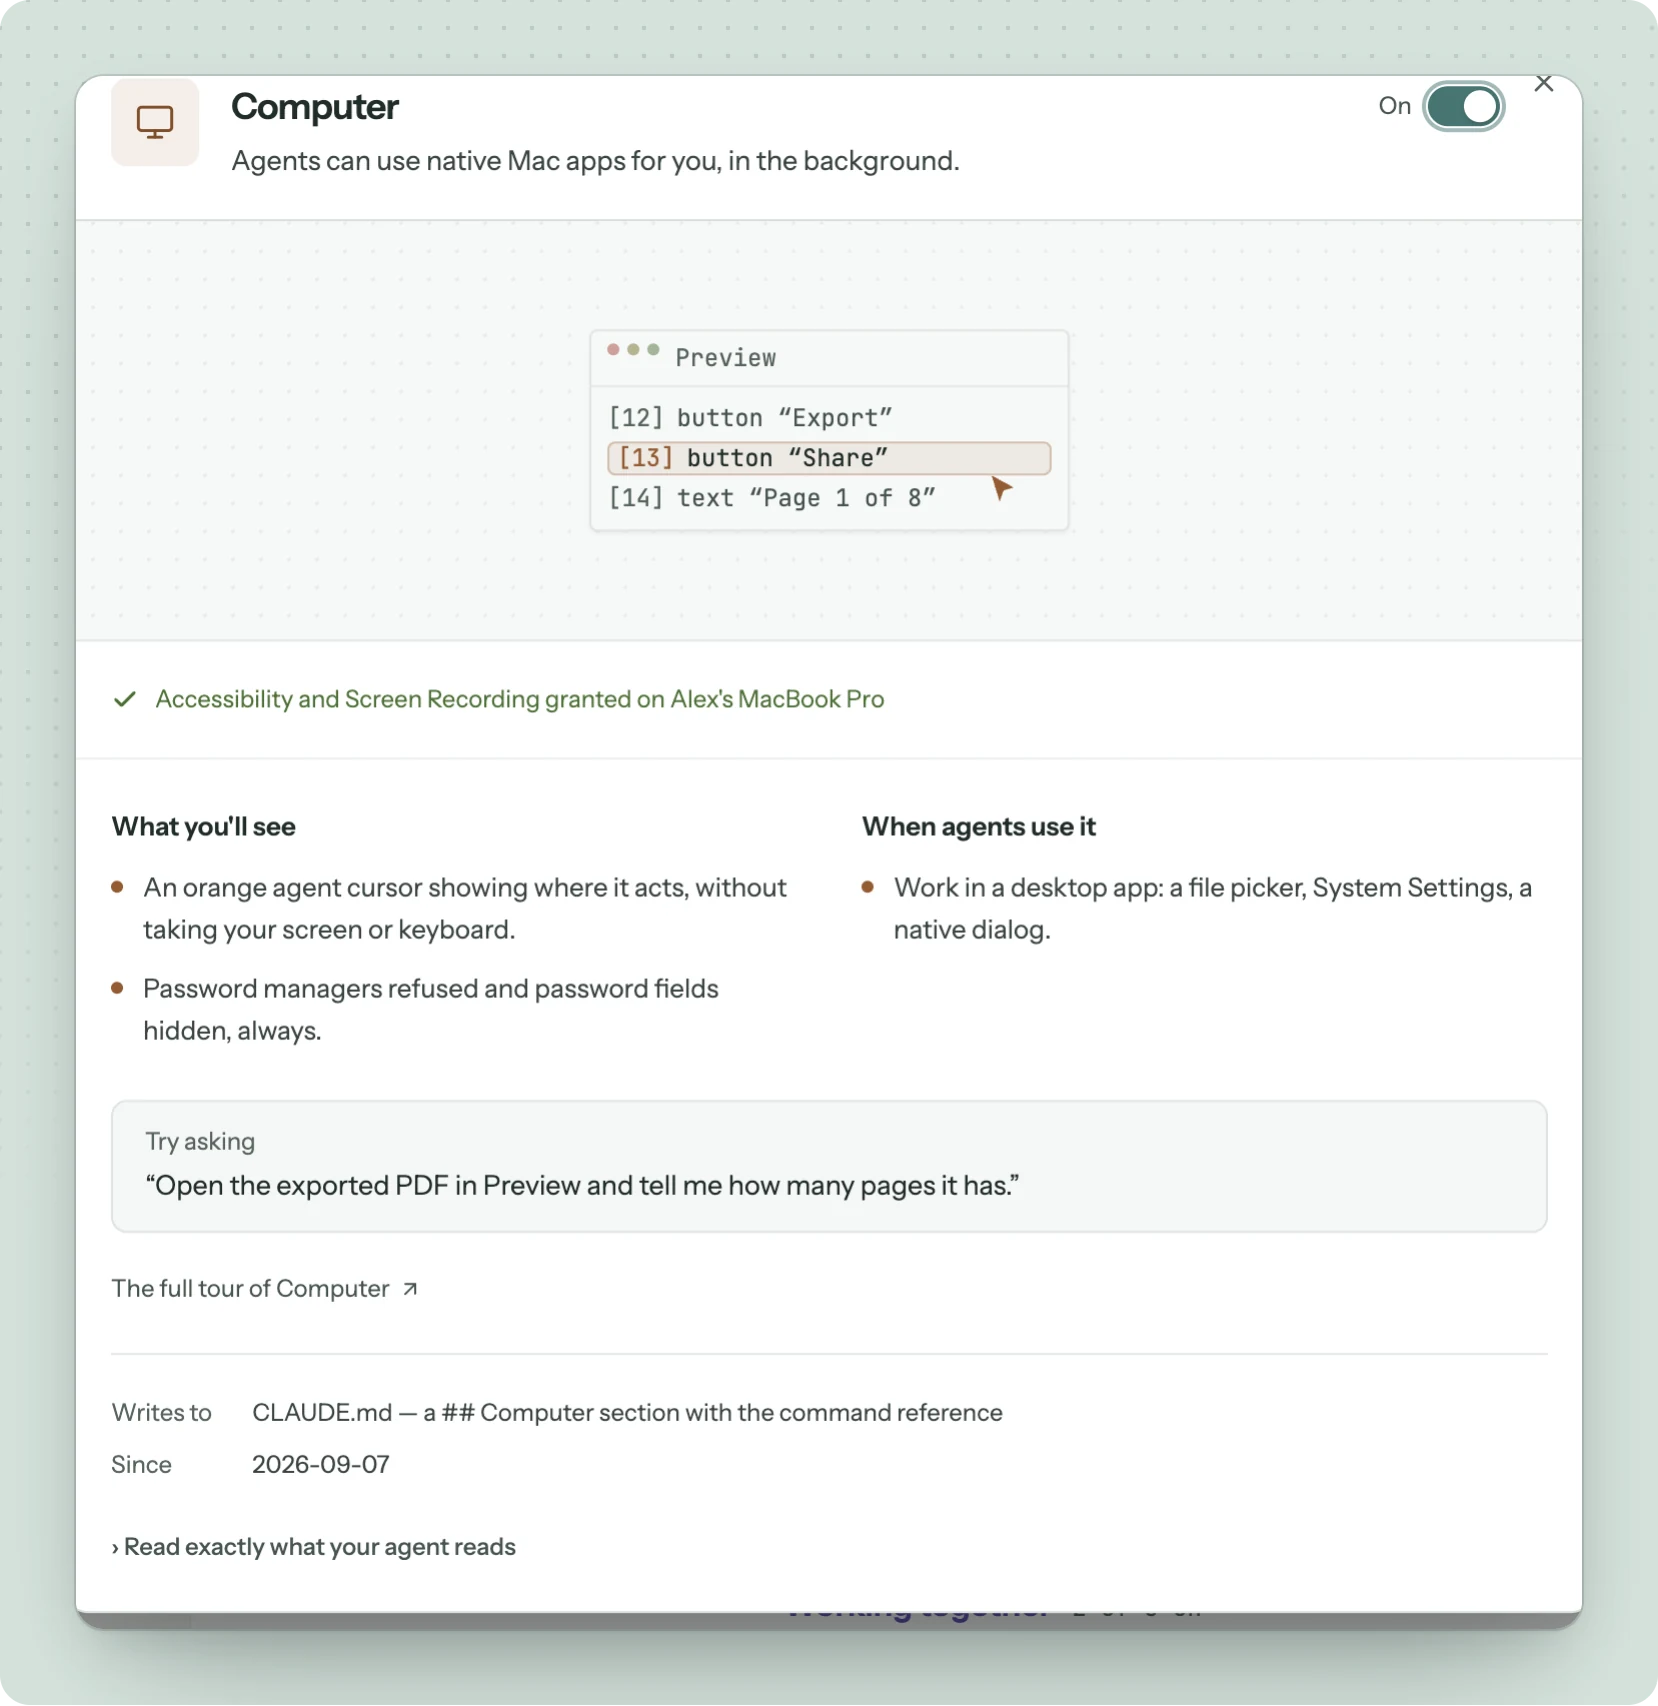 Computer
On
Agents can use native Mac apps for you, in the background.
Preview
[12] button “Export”
[13] button “Share”
[14] text “Page 1 of 8”
Accessibility and Screen Recording granted on Alex's MacBook Pro
What you'll see
An orange agent cursor showing where it acts, without
taking your screen or keyboard.
Password managers refused and password fields
hidden, always.
When agents use it
Work in a desktop app: a file picker, System Settings, a
native dialog.
Try asking
“Open the exported PDF in Preview and tell me how many pages it has.”
The full tour of Computer ↗
Writes to CLAUDE.md — a ## Computer section with the command reference
Since 2026-09-07
› Read exactly what your agent reads
Working together